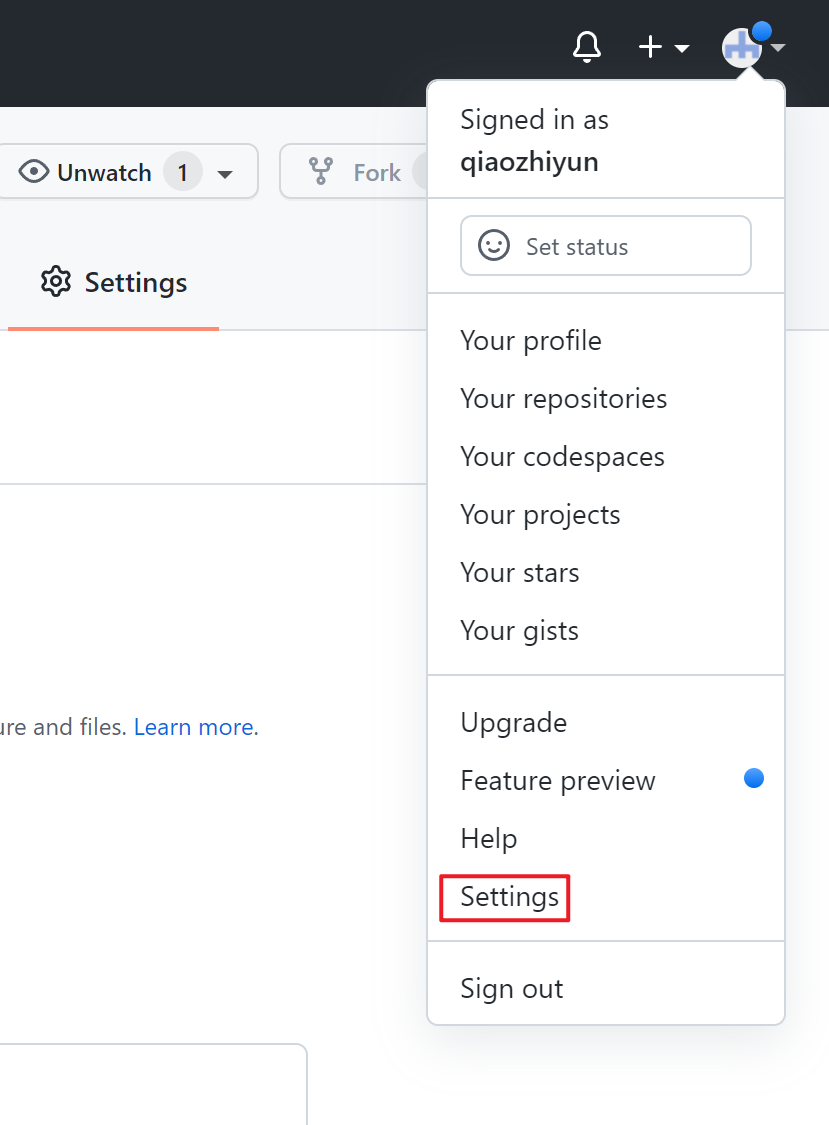 Signed in as
qiaozhiyun
Unwatch 1
Fork
Set status
Settings
Your profile
Your repositories
Your codespaces
Your projects
Your stars
Your gists
Upgrade
and files. Learn more.
Feature preview
Help
Settings
Sign out